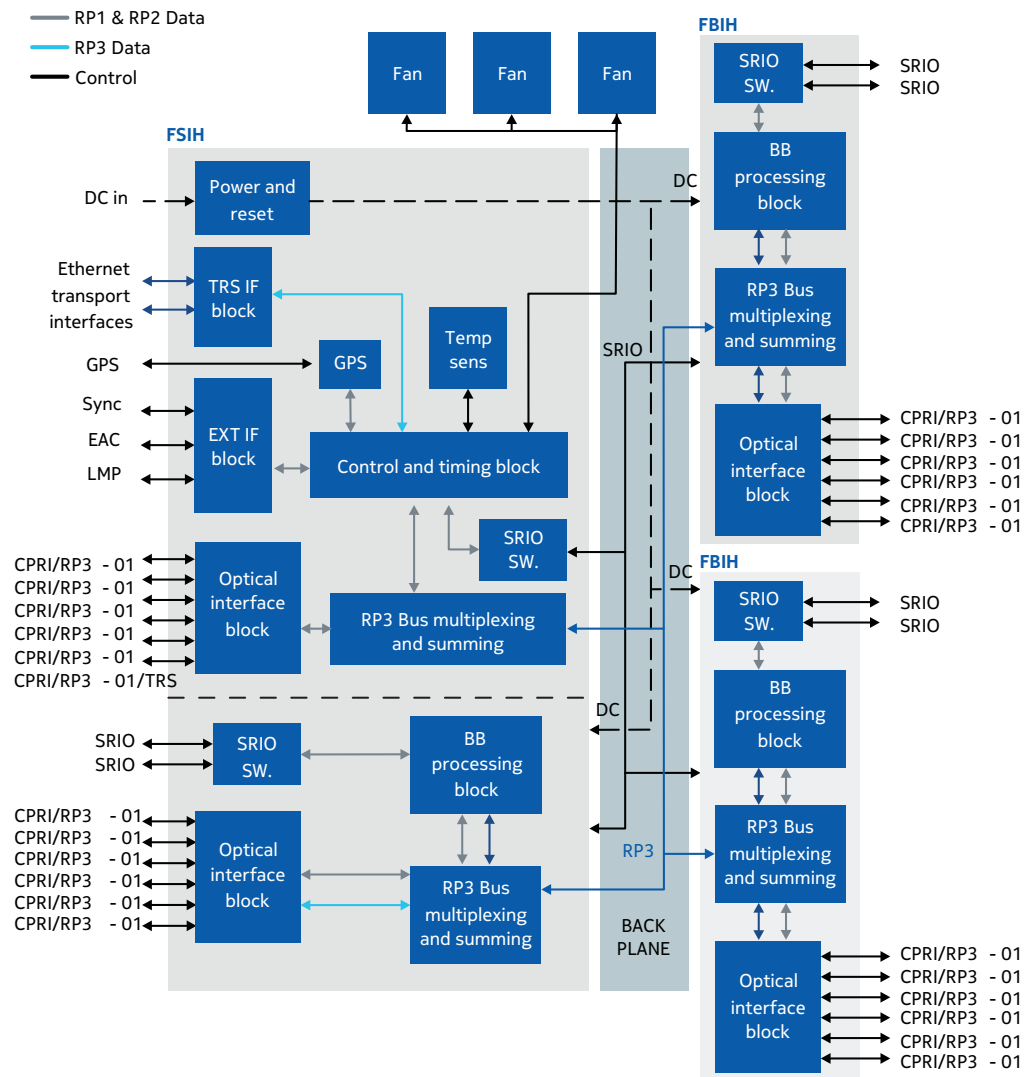 RP1 & RP2 Data
RP3 Data
Control
Fan
Fan
Fan
FSIH
DC in
Power and
reset
Ethernet
transport
interfaces
TRS IF
block
GPS
GPS
Temp
sens
Sync
EAC
LMP
EXT IF
block
Control and timing block
SRIO
SW.
CPRI/RP3 - 01
CPRI/RP3 - 01
CPRI/RP3 - 01
CPRI/RP3 - 01
CPRI/RP3 - 01
CPRI/RP3 - 01/TRS
Optical
interface
block
RP3 Bus multiplexing
and summing
SRIO
SRIO
SRIO
SW.
BB
processing
block
CPRI/RP3 - 01
CPRI/RP3 - 01
CPRI/RP3 - 01
CPRI/RP3 - 01
CPRI/RP3 - 01
CPRI/RP3 - 01
Optical
interface
block
RP3 Bus
multiplexing
and summing
DC
SRIO
DC
DC
RP3
BACK
PLANE
FBIH
SRIO
SW.
SRIO
SRIO
BB
processing
block
RP3 Bus
multiplexing
and summing
Optical
interface
block
CPRI/RP3 - 01
CPRI/RP3 - 01
CPRI/RP3 - 01
CPRI/RP3 - 01
CPRI/RP3 - 01
CPRI/RP3 - 01
FBIH
SRIO
SW.
SRIO
SRIO
BB
processing
block
RP3 Bus
multiplexing
and summing
Optical
interface
block
CPRI/RP3 - 01
CPRI/RP3 - 01
CPRI/RP3 - 01
CPRI/RP3 - 01
CPRI/RP3 - 01
CPRI/RP3 - 01